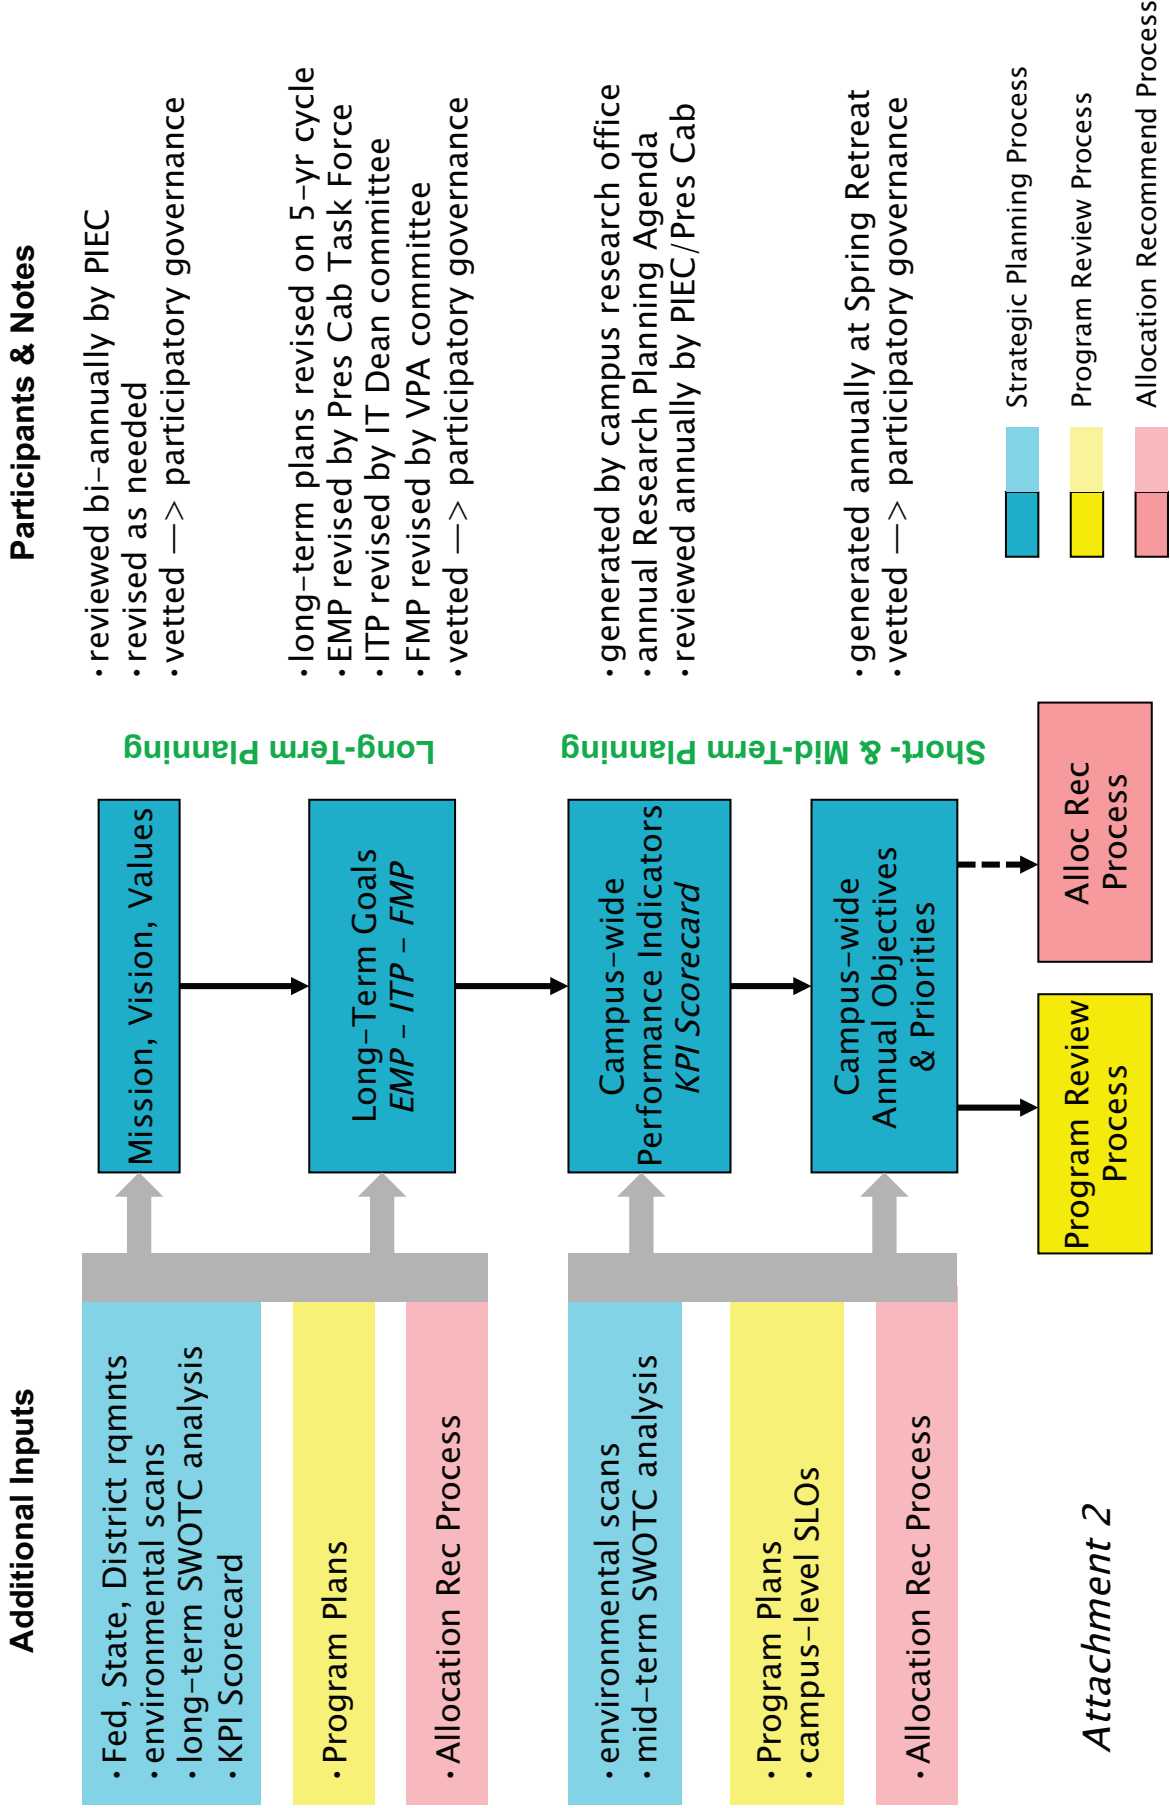 Additional Inputs
Participants & Notes
· Fed, State, District rqmnts
· environmental scans
· long-term SWOTC analysis
· KPI Scorecard
· Program Plans
· Allocation Rec Process
Mission, Vision, Values
Long-Term Goals
EMP - ITP - FMP
Long-Term Planning
· reviewed bi-annually by PIEC
· revised as needed
· vetted —> participatory governance
· long-term plans revised on 5-yr cycle
· EMP revised by Pres Cab Task Force
· ITP revised by IT Dean committee
· FMP revised by VPA committee
· vetted —> participatory governance
· environmental scans
· mid-term SWOTC analysis
· Program Plans
· campus-level SLOs
· Allocation Rec Process
Campus-wide
Performance Indicators
KPI Scorecard
Campus-wide
Annual Objectives
& Priorities
Short- & Mid-Term Planning
· generated by campus research office
· annual Research Planning Agenda
· reviewed annually by PIEC/Pres Cab
· generated annually at Spring Retreat
· vetted —> participatory governance
Program Review
Process
Alloc Rec
Process
Strategic Planning Process
Program Review Process
Allocation Recommend Process
Attachment 2